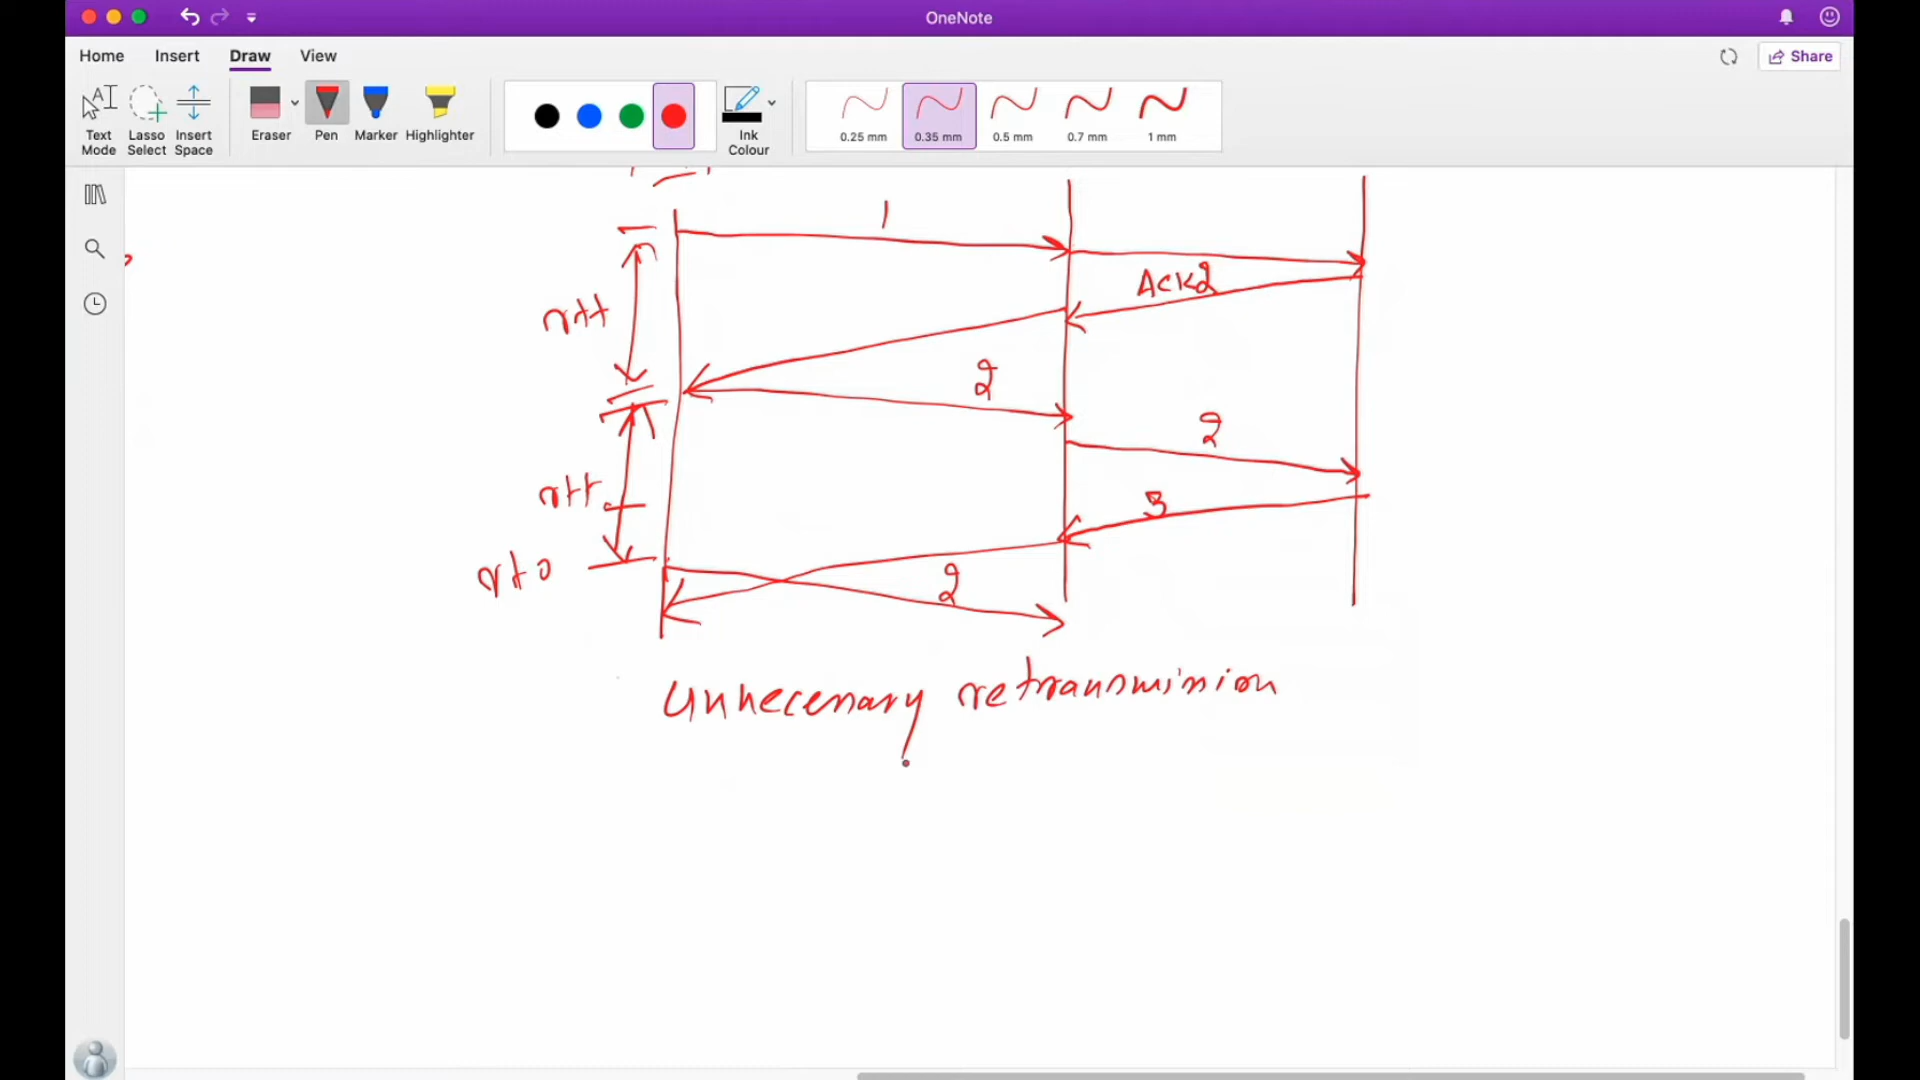 OneNote
Home Insert Draw View Share
Text Mode Lasso Select Insert Space Eraser Pen Marker Highlighter Ink Colour 0.25 mm 0.35 mm 0.5 mm 0.7 mm 1 mm
1
Ack2
rtt
2
2
rtt
3
rto
2
unnecessary retransmission